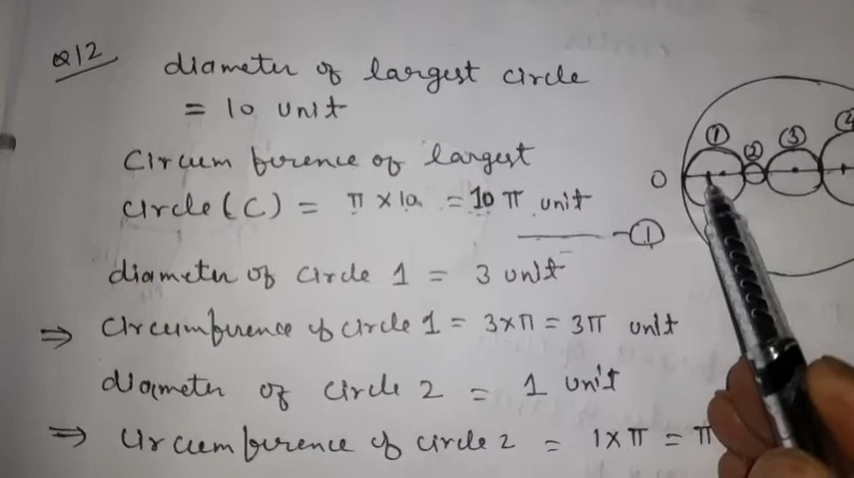 Q12
diameter of largest circle
= 10 unit
Circumference of largest
circle (C) = π × 10 = 10 π unit
—①
diameter of circle 1 = 3 unit
⇒ Circumference of circle 1 = 3×π = 3π unit
diameter of circle 2 = 1 unit
⇒ circumference of circle 2 = 1×π = π
① ② ③ ④
0